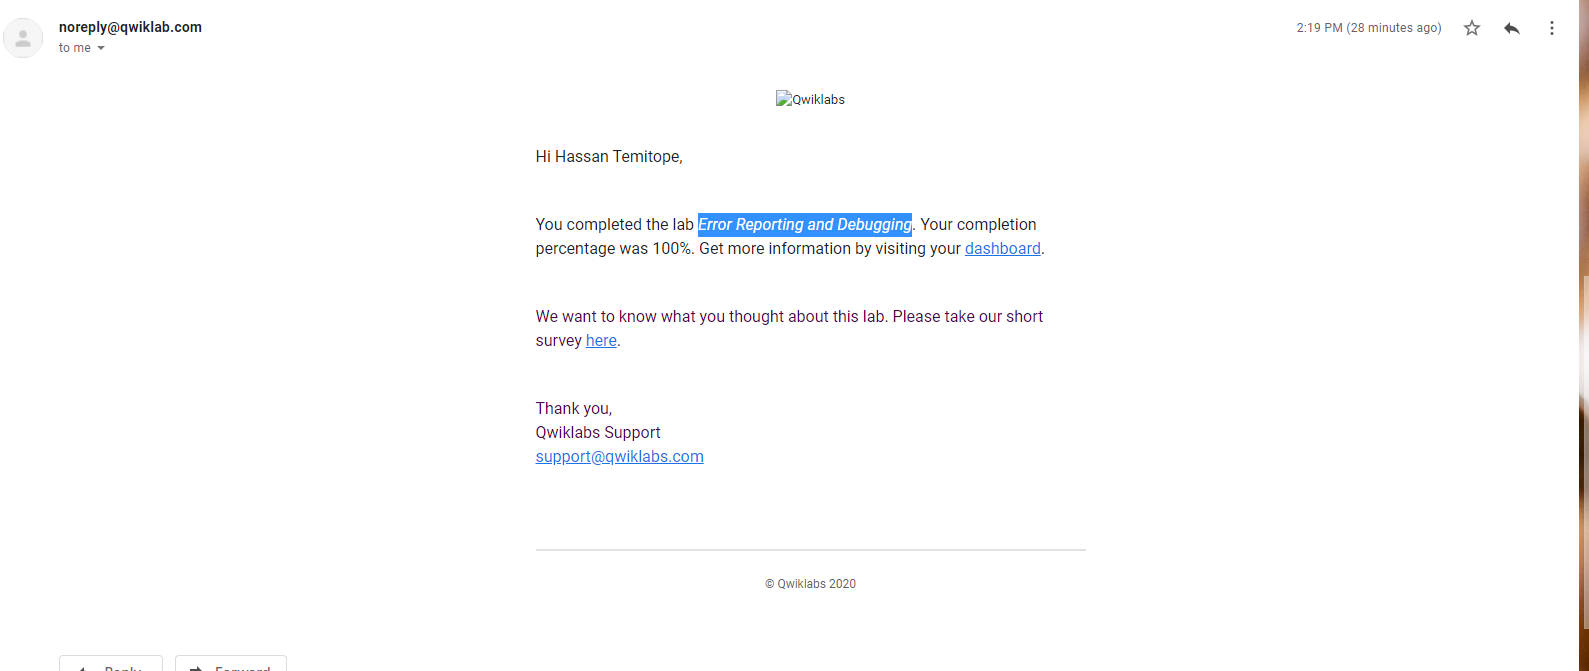 noreply@qwiklab.com
2:19 PM (28 minutes ago)
to me
Qwiklabs
Hi Hassan Temitope,
You completed the lab Error Reporting and Debugging. Your completion
percentage was 100%. Get more information by visiting your dashboard.
We want to know what you thought about this lab. Please take our short
survey here.
Thank you,
Qwiklabs Support
support@qwiklabs.com
© Qwiklabs 2020
Reply
Forward